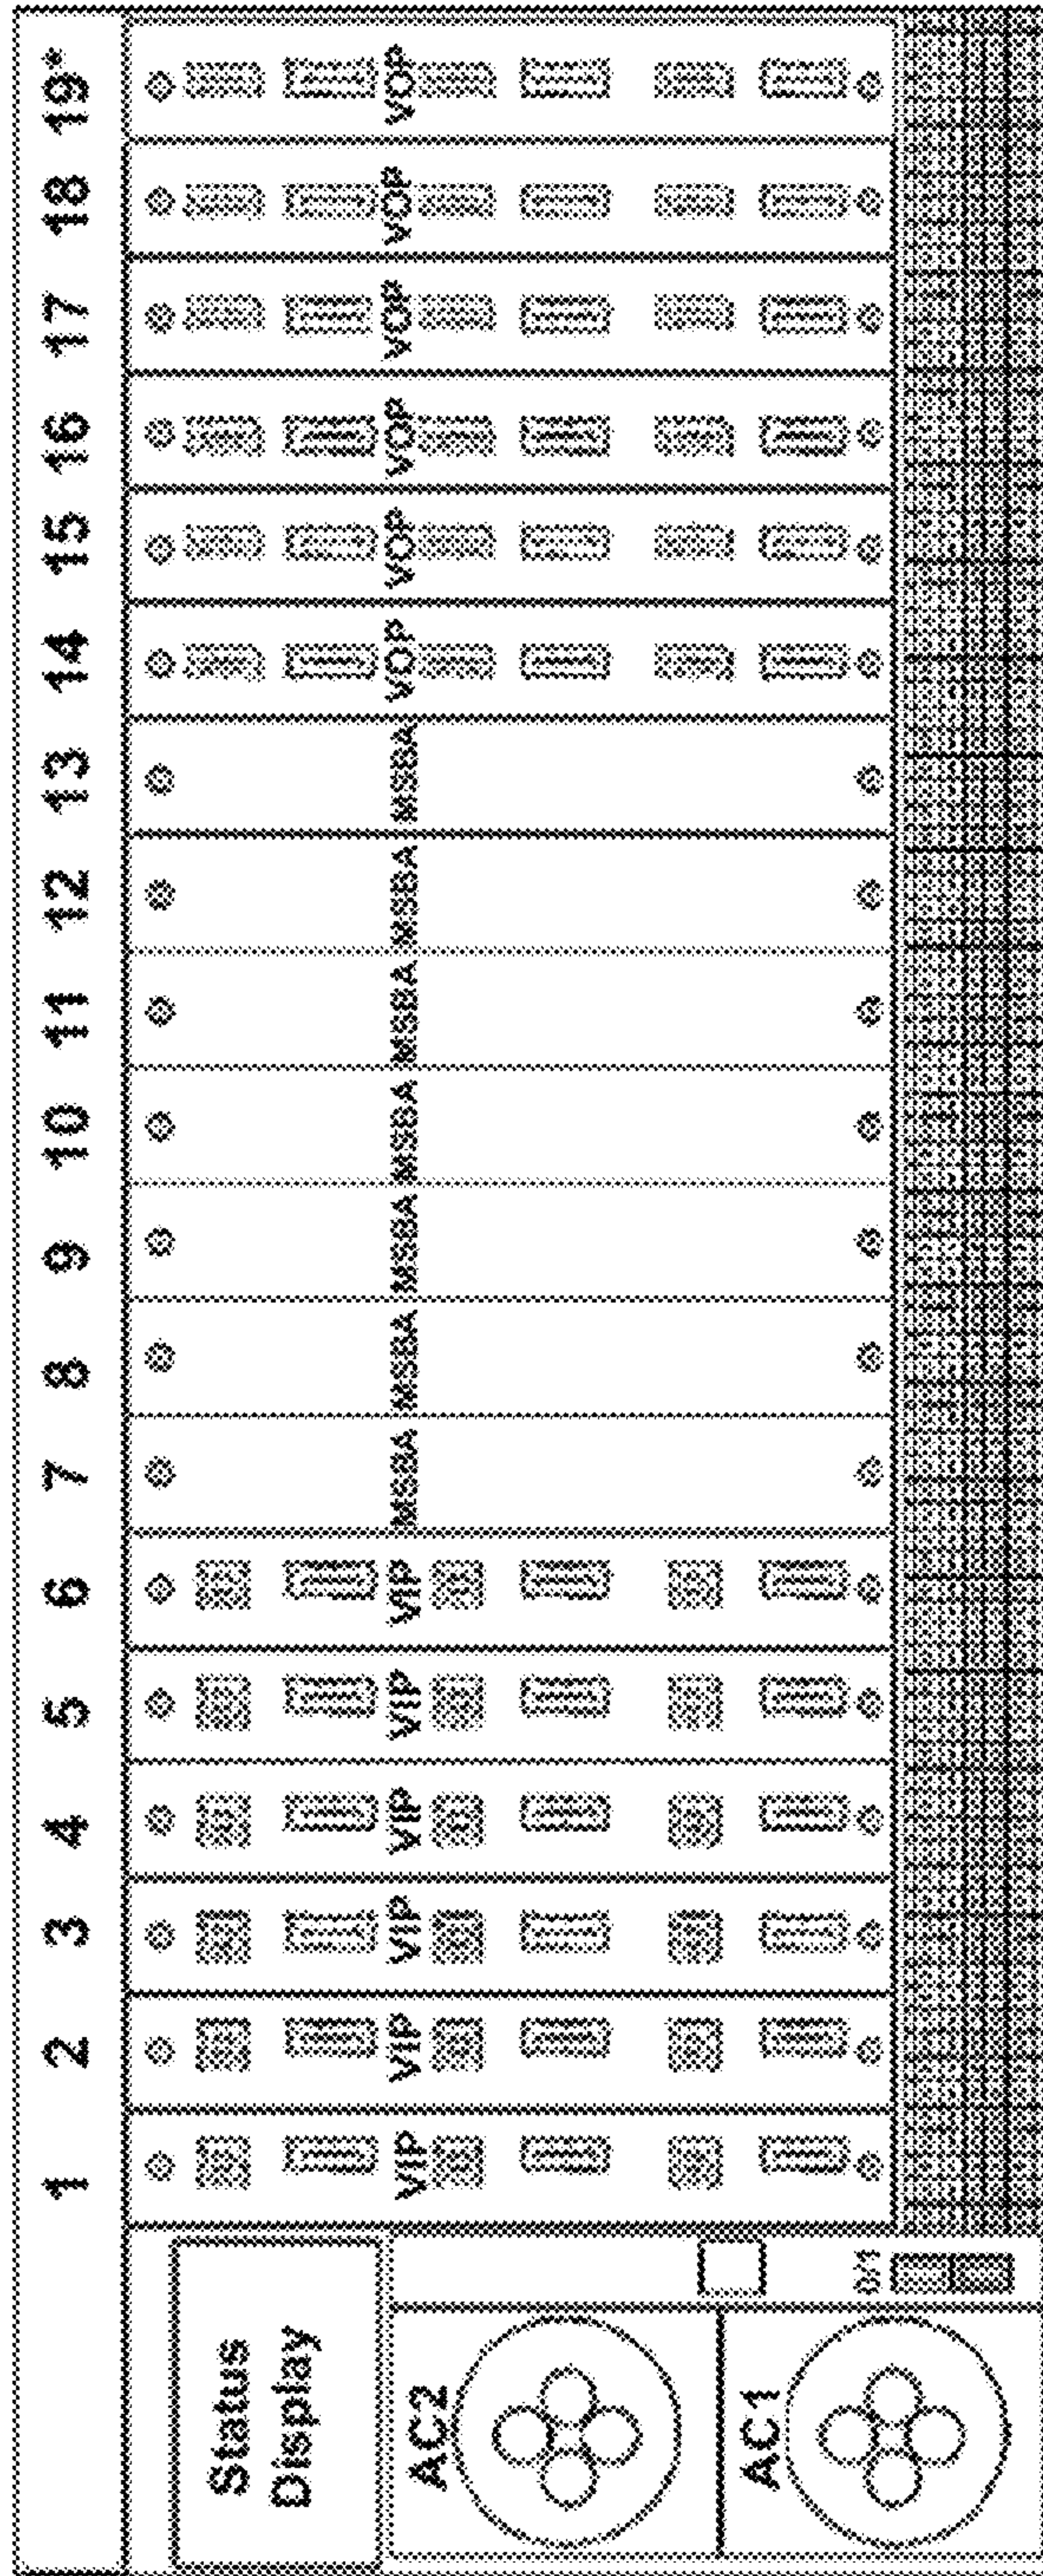 1 2 3 4 5 6 7 8 9 10 11 12 13 14 15 16 17 18 19*
Status
Display
VIP VIP VIP VIP VIP VIP MSBA MSBA MSBA MSBA MSBA MSBA MSBA VOP VOP VOP VOP VOP VOP
AC2
AC1
0/1